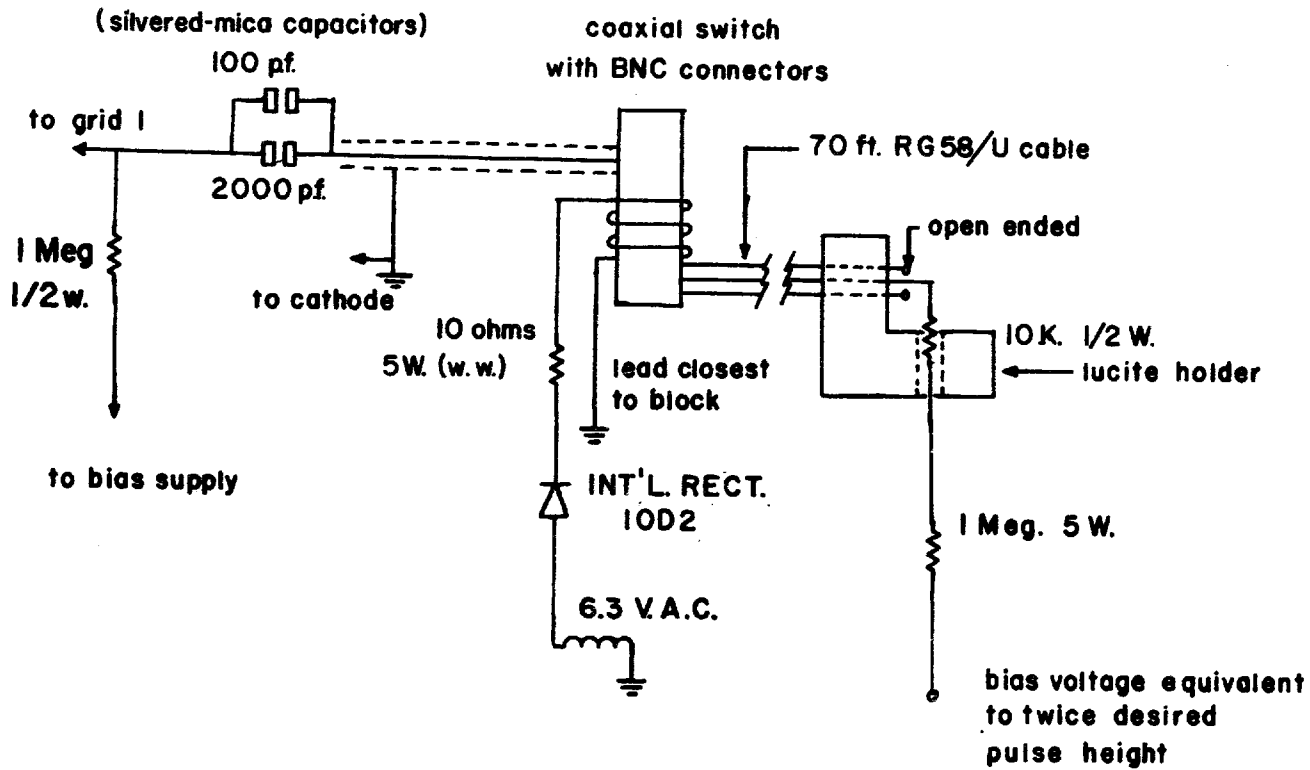 (silvered-mica capacitors)
100 pf.
coaxial switch
with BNC connectors
to grid 1
2000 pf.
70 ft. RG58/U cable
open ended
1 Meg
1/2 w.
to cathode
10 ohms
5W. (w.w.)
lead closest
to block
10K. 1/2 W.
lucite holder
to bias supply
INT'L. RECT.
10D2
1 Meg. 5 W.
6.3 V.A.C.
bias voltage equivalent
to twice desired
pulse height